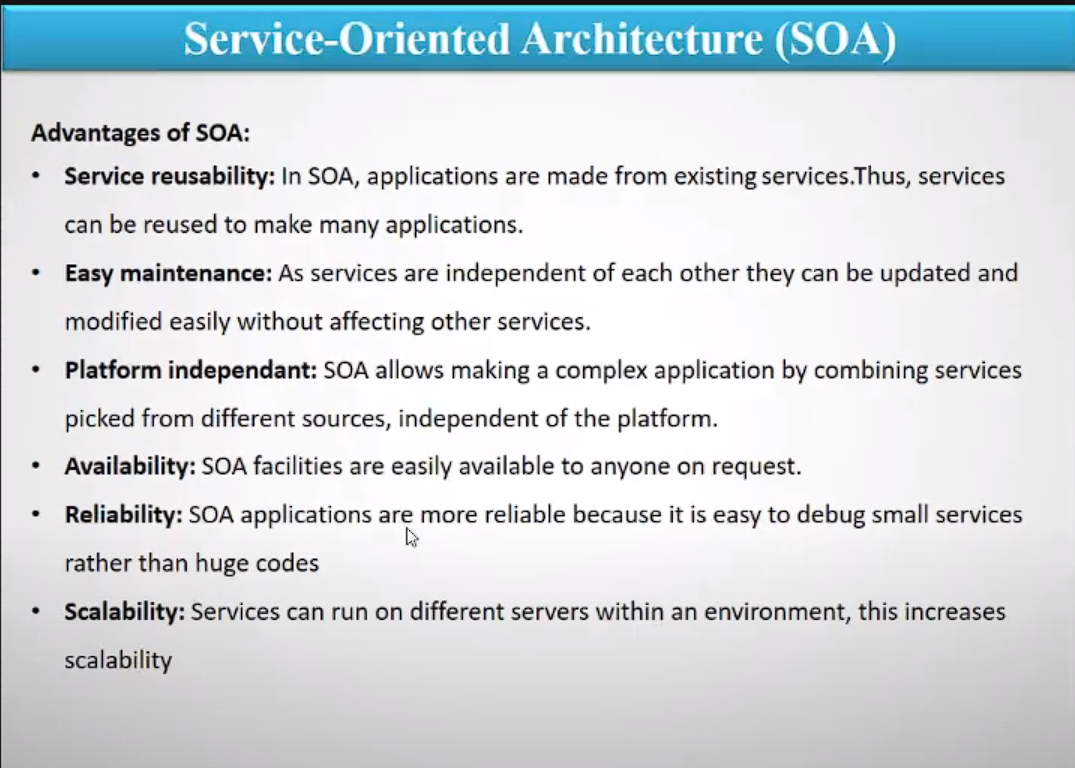 Service-Oriented Architecture (SOA)
Advantages of SOA:
• Service reusability: In SOA, applications are made from existing services.Thus, services
can be reused to make many applications.
• Easy maintenance: As services are independent of each other they can be updated and
modified easily without affecting other services.
• Platform independant: SOA allows making a complex application by combining services
picked from different sources, independent of the platform.
• Availability: SOA facilities are easily available to anyone on request.
• Reliability: SOA applications are more reliable because it is easy to debug small services
rather than huge codes
• Scalability: Services can run on different servers within an environment, this increases
scalability